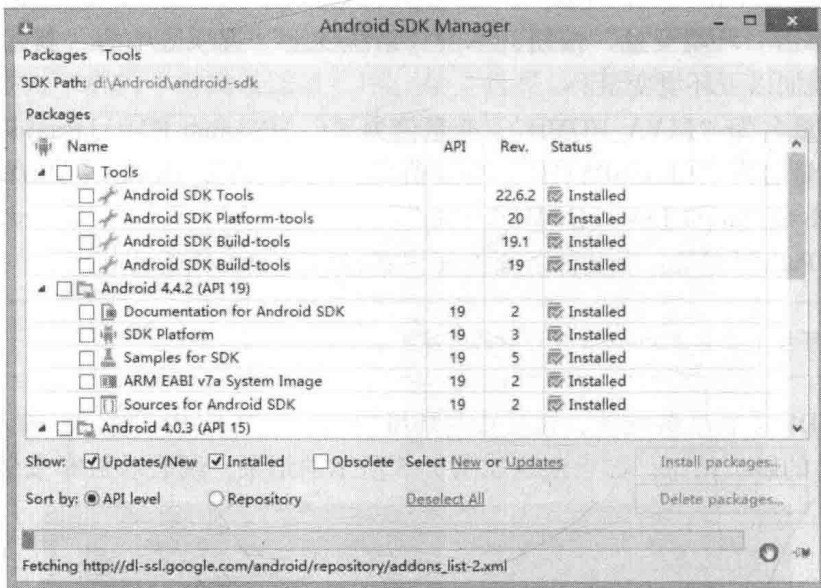 Android SDK Manager
Packages Tools
SDK Path: d:\Android\android-sdk
Packages
Name API Rev. Status
Tools
Android SDK Tools 22.6.2 Installed
Android SDK Platform-tools 20 Installed
Android SDK Build-tools 19.1 Installed
Android SDK Build-tools 19 Installed
Android 4.4.2 (API 19)
Documentation for Android SDK 19 2 Installed
SDK Platform 19 3 Installed
Samples for SDK 19 5 Installed
ARM EABI v7a System Image 19 2 Installed
Sources for Android SDK 19 2 Installed
Android 4.0.3 (API 15)
Show: Updates/New Installed Obsolete Select New or Updates Install packages...
Sort by: API level Repository Deselect All Delete packages...
Fetching http://dl-ssl.google.com/android/repository/addons_list-2.xml